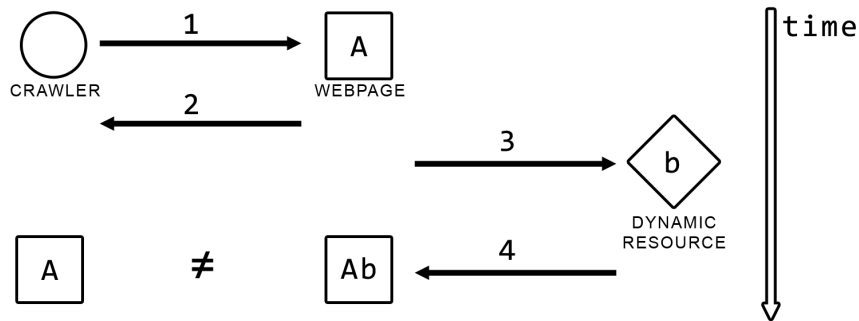 1
A
time
CRAWLER
WEBPAGE
2
3
b
DYNAMIC
RESOURCE
4
A
≠
Ab